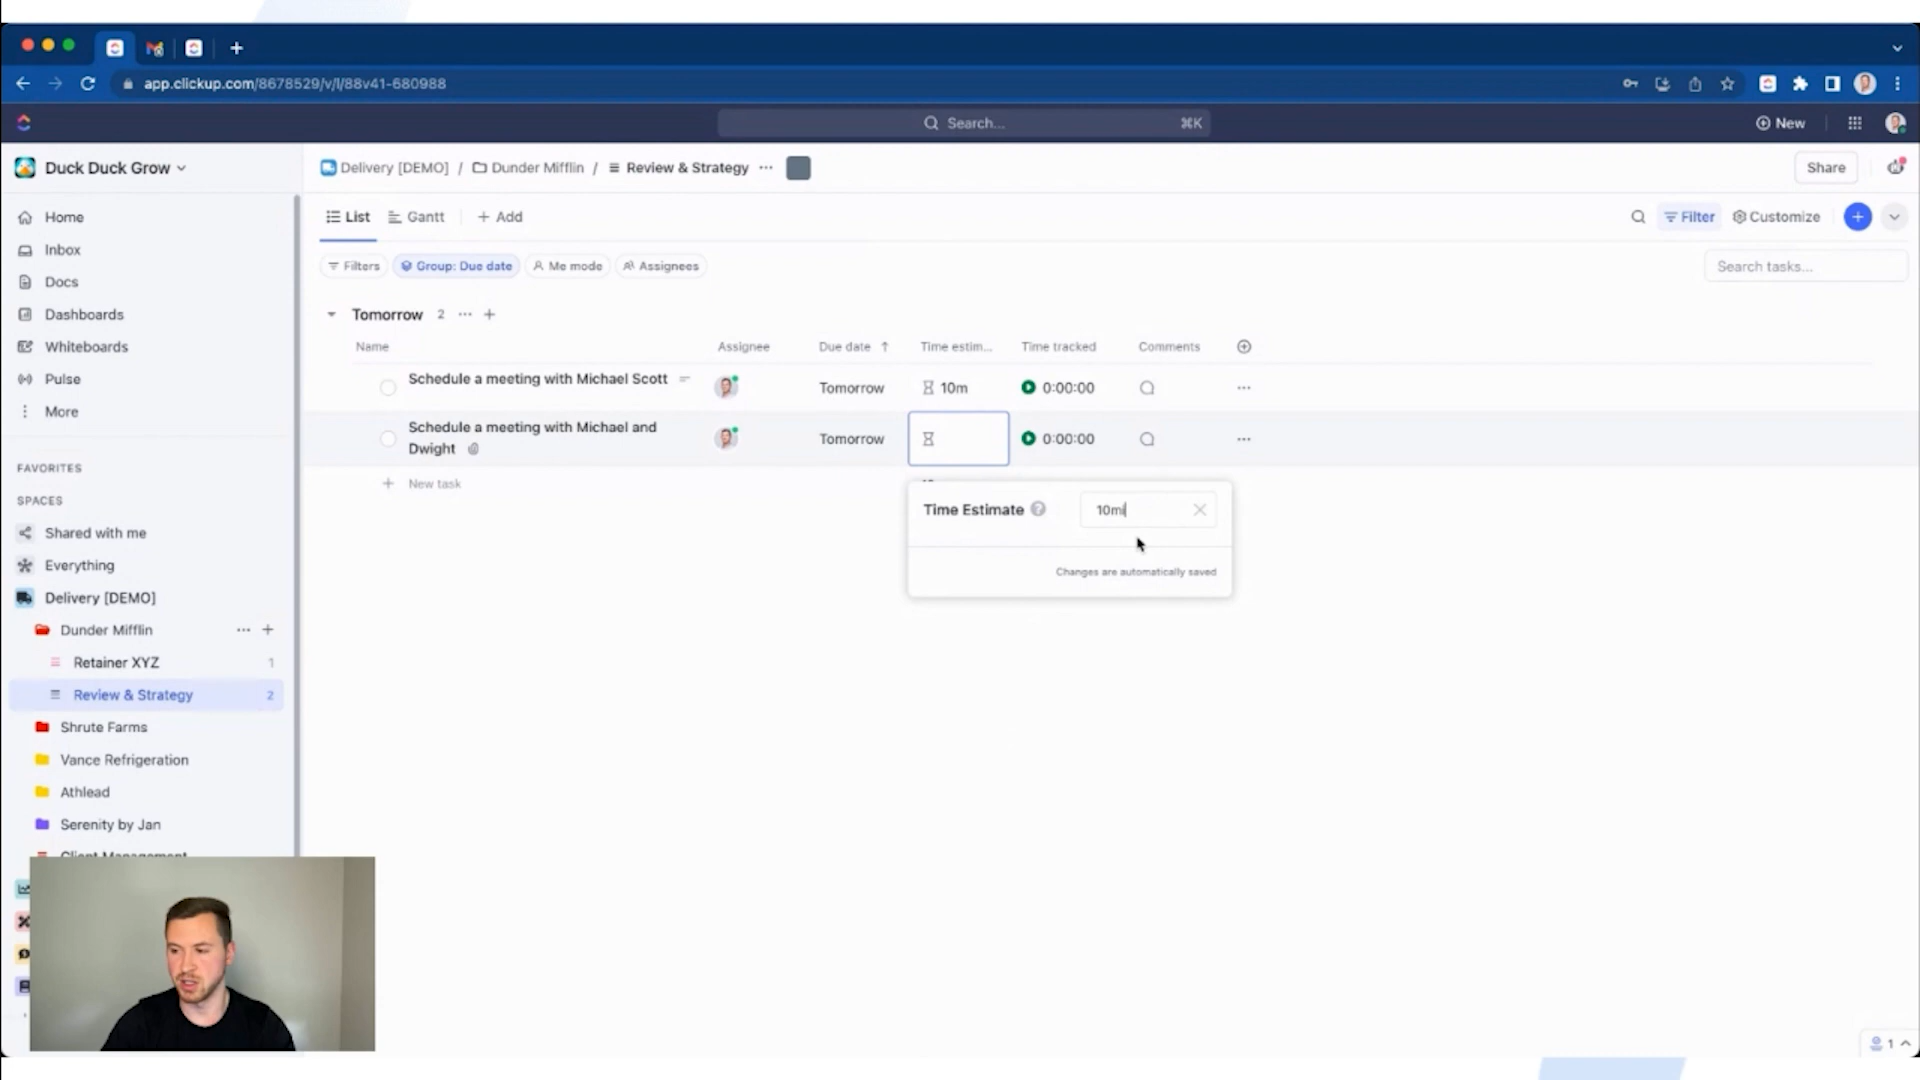 app.clickup.com/8678529/v/l/88v41-680988
Search...
⌘K
New
Duck Duck Grow
Delivery [DEMO] / Dunder Mifflin / Review & Strategy
Share
Home
Inbox
Docs
Dashboards
Whiteboards
Pulse
More
FAVORITES
SPACES
Shared with me
Everything
Delivery [DEMO]
Dunder Mifflin
Retainer XYZ 1
Review & Strategy 2
Shrute Farms
Vance Refrigeration
Athlead
Serenity by Jan
Client Management
List
Gantt
+ Add
Filter
Customize
Filters
Group: Due date
Me mode
Assignees
Search tasks...
Tomorrow 2
Name
Assignee
Due date
Time estim...
Time tracked
Comments
Schedule a meeting with Michael Scott
Tomorrow
10m
0:00:00
Schedule a meeting with Michael and
Dwight
Tomorrow
0:00:00
New task
Time Estimate
10mi
Changes are automatically saved
1